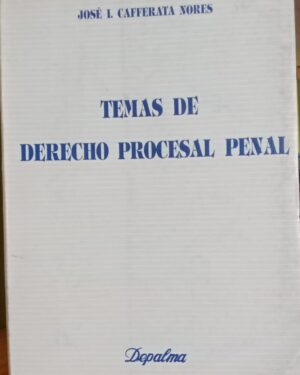 JOSÉ I. CAFFERATA NORES
TEMAS DE
DERECHO PROCESAL PENAL
Depalma